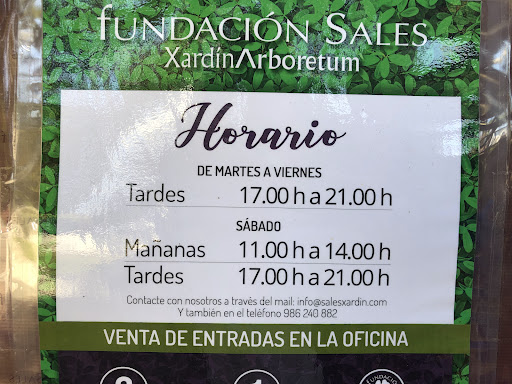 fUNDACIÓN SALES
XardínArboretum
Horario
DE MARTES A VIERNES
Tardes 17.00 h a 21.00 h
SÁBADO
Mañanas 11.00 h a 14.00 h
Tardes 17.00 h a 21.00 h
Contacte con nosotros a través del mail: info@salesxardin.com
Y también en el teléfono 986 240 882
VENTA DE ENTRADAS EN LA OFICINA